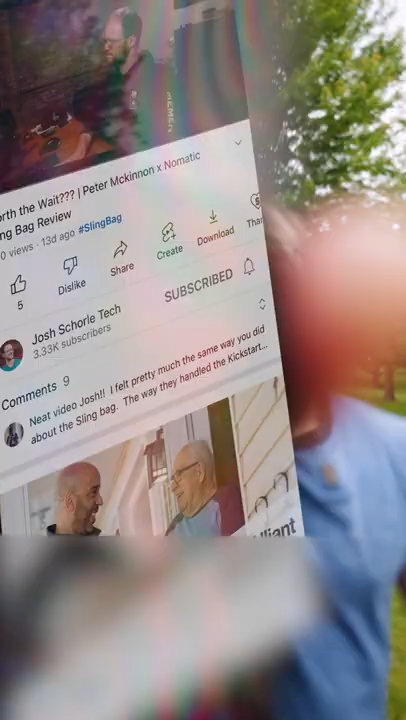 orth the Wait??? | Peter Mckinnon x Nomatic
ng Bag Review
0 views · 13d ago #SlingBag
5
Dislike
Share
Create
Download
Than
Josh Schorle Tech
3.33K subscribers
SUBSCRIBED
Comments 9
Neat video Josh!! I felt pretty much the same way you did
about the Sling bag. The way they handled the Kickstart...
lliant